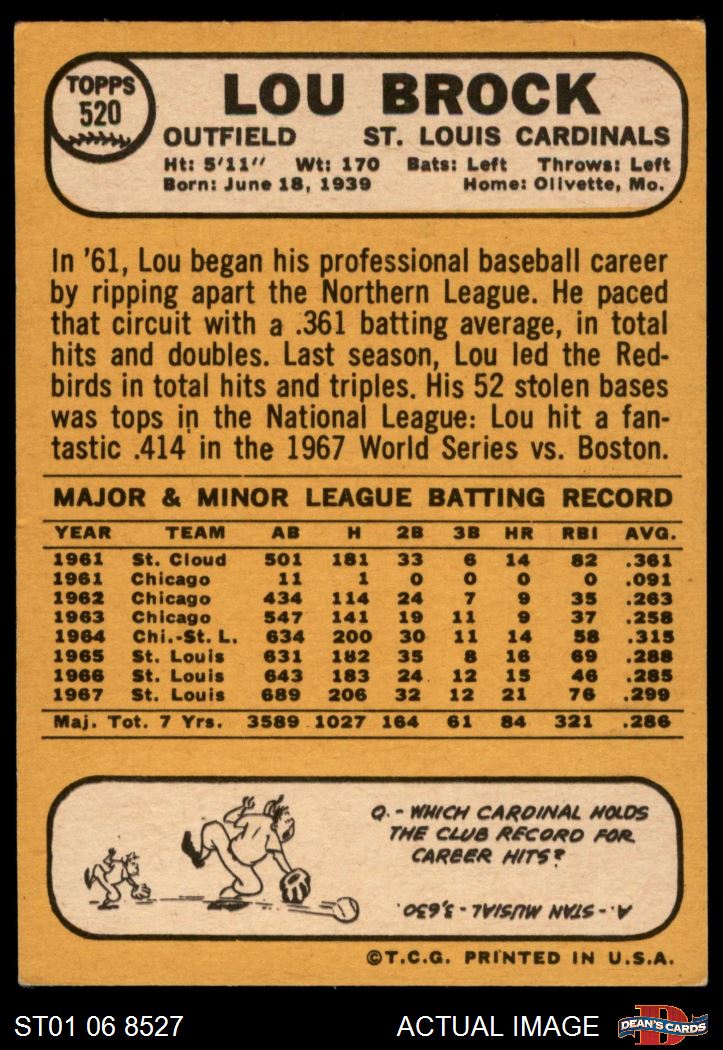 TOPPS
520
LOU BROCK
OUTFIELD ST. LOUIS CARDINALS
Ht: 5'11'' Wt: 170 Bats: Left Throws: Left
Born: June 18, 1939 Home: Olivette, Mo.
In '61, Lou began his professional baseball career
by ripping apart the Northern League. He paced
that circuit with a .361 batting average, in total
hits and doubles. Last season, Lou led the Red-
birds in total hits and triples. His 52 stolen bases
was tops in the National League: Lou hit a fan-
tastic .414 in the 1967 World Series vs. Boston.
MAJOR & MINOR LEAGUE BATTING RECORD
YEAR TEAM AB H 2B 3B HR RBI AVG.
1961 St. Cloud 501 181 33 6 14 82 .361
1961 Chicago 11 1 0 0 0 0 .091
1962 Chicago 434 114 24 7 9 35 .263
1963 Chicago 547 141 19 11 9 37 .258
1964 Chi.-St. L. 634 200 30 11 14 58 .315
1965 St. Louis 631 182 35 8 16 69 .288
1966 St. Louis 643 183 24 12 15 46 .285
1967 St. Louis 689 206 32 12 21 76 .299
Maj. Tot. 7 Yrs. 3589 1027 164 61 84 321 .286
Q.- WHICH CARDINAL HOLDS
THE CLUB RECORD FOR
CAREER HITS?
A.- STAN MUSIAL - 3,630.
©T.C.G. PRINTED IN U.S.A.
ST01 06 8527 ACTUAL IMAGE
D
DEAN'S CARDS